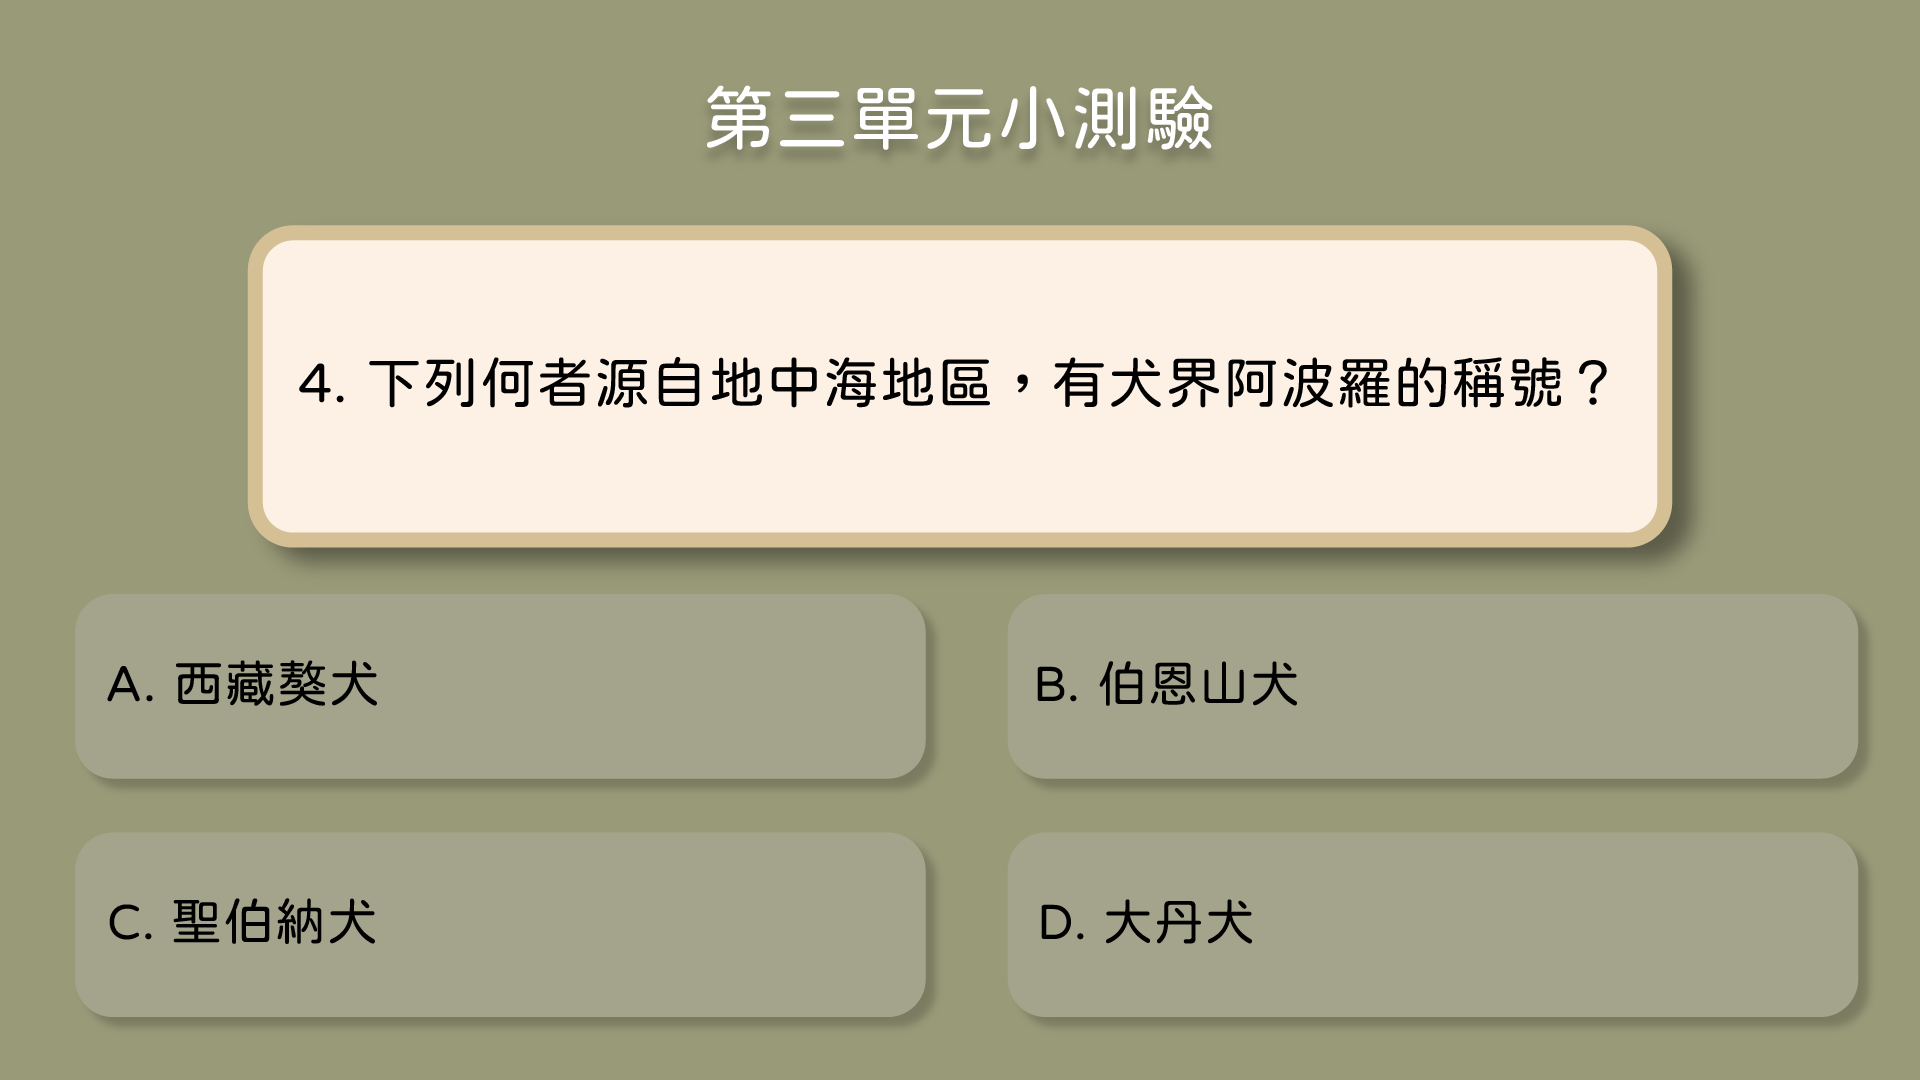 第三單元小測驗
4. 下列何者源自地中海地區，有犬界阿波羅的稱號？
A. 西藏獒犬
B. 伯恩山犬
C. 聖伯納犬
D. 大丹犬